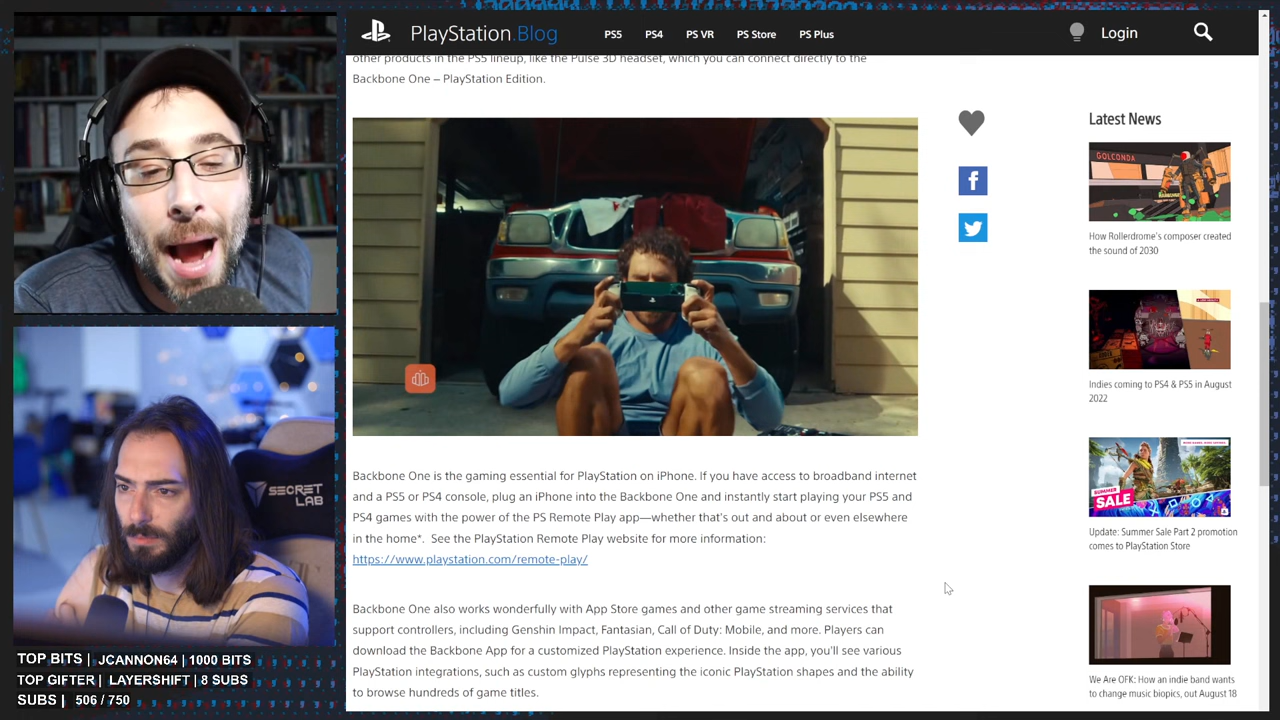 PlayStation.Blog
PS5 PS4 PS VR PS Store PS Plus
Login
other products in the PS5 lineup, like the Pulse 3D headset, which you can connect directly to the
Backbone One – PlayStation Edition.
Backbone One is the gaming essential for PlayStation on iPhone. If you have access to broadband internet
and a PS5 or PS4 console, plug an iPhone into the Backbone One and instantly start playing your PS5 and
PS4 games with the power of the PS Remote Play app—whether that's out and about or even elsewhere
in the home*. See the PlayStation Remote Play website for more information:
https://www.playstation.com/remote-play/
Backbone One also works wonderfully with App Store games and other game streaming services that
support controllers, including Genshin Impact, Fantasian, Call of Duty: Mobile, and more. Players can
download the Backbone App for a customized PlayStation experience. Inside the app, you'll see various
PlayStation integrations, such as custom glyphs representing the iconic PlayStation shapes and the ability
to browse hundreds of game titles.
Latest News
GOLCONDA
How Rollerdrome's composer created
the sound of 2030
Indies coming to PS4 & PS5 in August
2022
SUMMER
SALE
Update: Summer Sale Part 2 promotion
comes to PlayStation Store
We Are OFK: How an indie band wants
to change music biopics, out August 18
SECRET
LAB
TOP BITS | JCANNON64 | 1000 BITS
TOP GIFTER | LAYERSHIFT | 8 SUBS
SUBS | 506 / 750